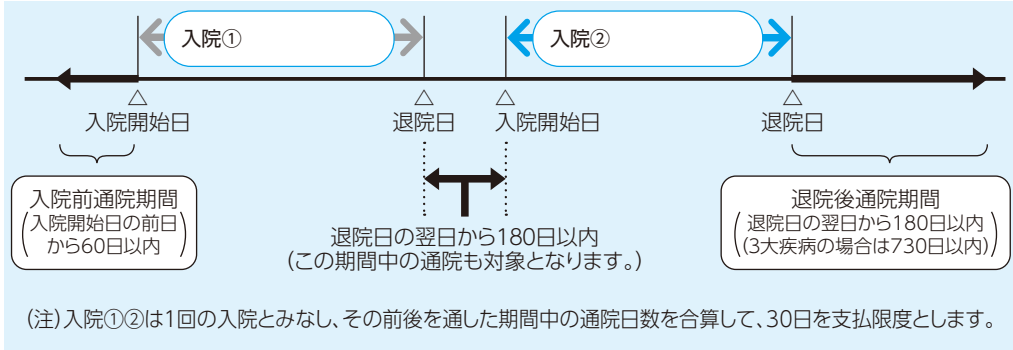 入院①
入院②
△
入院開始日
△
退院日
△
入院開始日
△
退院日
入院前通院期間
(入院開始日の前日
から60日以内)
退院日の翌日から180日以内
(この期間中の通院も対象となります。)
退院後通院期間
(退院日の翌日から180日以内
(3大疾病の場合は730日以内))
(注)入院①②は1回の入院とみなし、その前後を通した期間中の通院日数を合算して、30日を支払限度とします。